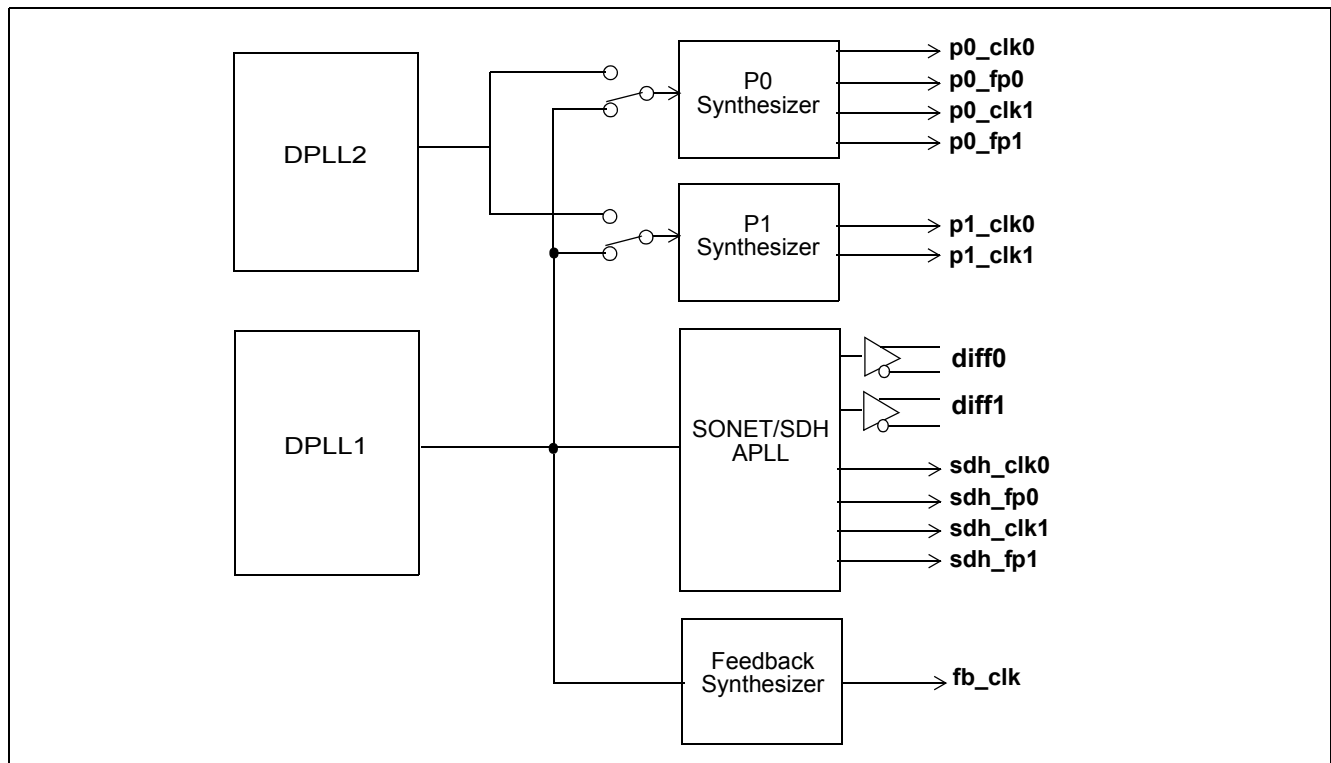 DPLL2
P0
Synthesizer
p0_clk0
p0_fp0
p0_clk1
p0_fp1
P1
Synthesizer
p1_clk0
p1_clk1
DPLL1
SONET/SDH
APLL
diff0
diff1
sdh_clk0
sdh_fp0
sdh_clk1
sdh_fp1
Feedback
Synthesizer
fb_clk